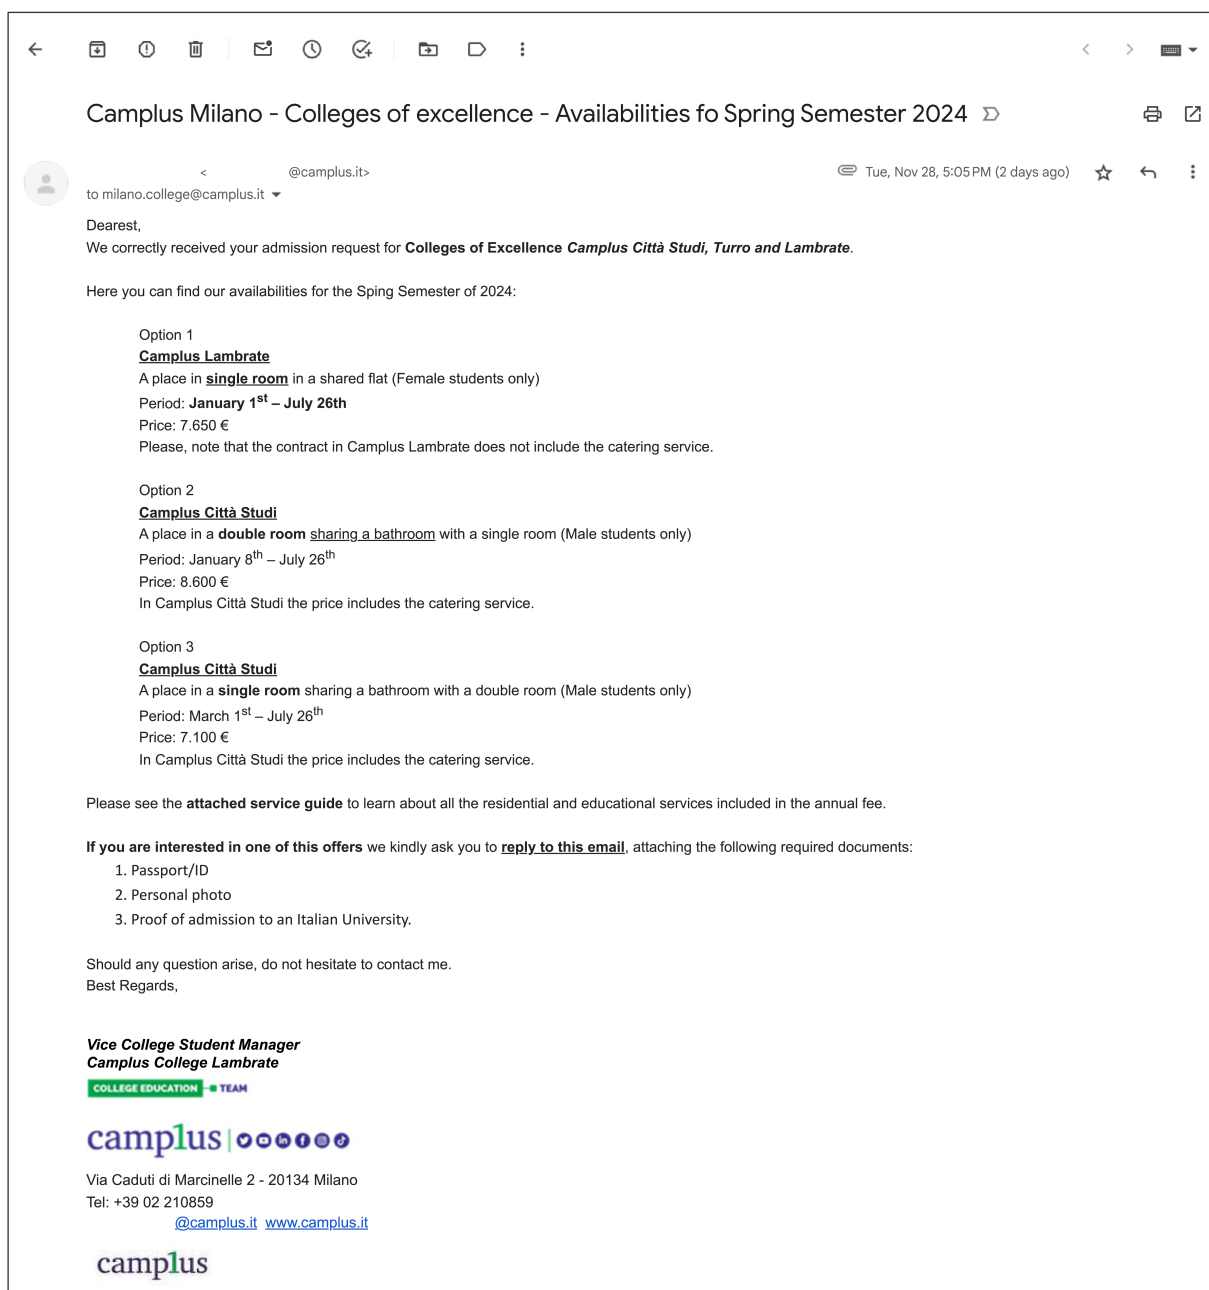 Camplus Milano - Colleges of excellence - Availabilities fo Spring Semester 2024
< @camplus.it>
Tue, Nov 28, 5:05 PM (2 days ago)
to milano.college@camplus.it
Dearest,
We correctly received your admission request for Colleges of Excellence Camplus Città Studi, Turro and Lambrate.
Here you can find our availabilities for the Sping Semester of 2024:
Option 1
Camplus Lambrate
A place in single room in a shared flat (Female students only)
Period: January 1st – July 26th
Price: 7.650 €
Please, note that the contract in Camplus Lambrate does not include the catering service.
Option 2
Camplus Città Studi
A place in a double room sharing a bathroom with a single room (Male students only)
Period: January 8th – July 26th
Price: 8.600 €
In Camplus Città Studi the price includes the catering service.
Option 3
Camplus Città Studi
A place in a single room sharing a bathroom with a double room (Male students only)
Period: March 1st – July 26th
Price: 7.100 €
In Camplus Città Studi the price includes the catering service.
Please see the attached service guide to learn about all the residential and educational services included in the annual fee.
If you are interested in one of this offers we kindly ask you to reply to this email, attaching the following required documents:
1. Passport/ID
2. Personal photo
3. Proof of admission to an Italian University.
Should any question arise, do not hesitate to contact me.
Best Regards,
Vice College Student Manager
Camplus College Lambrate
COLLEGE EDUCATION TEAM
camplus
Via Caduti di Marcinelle 2 - 20134 Milano
Tel: +39 02 210859
@camplus.it www.camplus.it
camplus